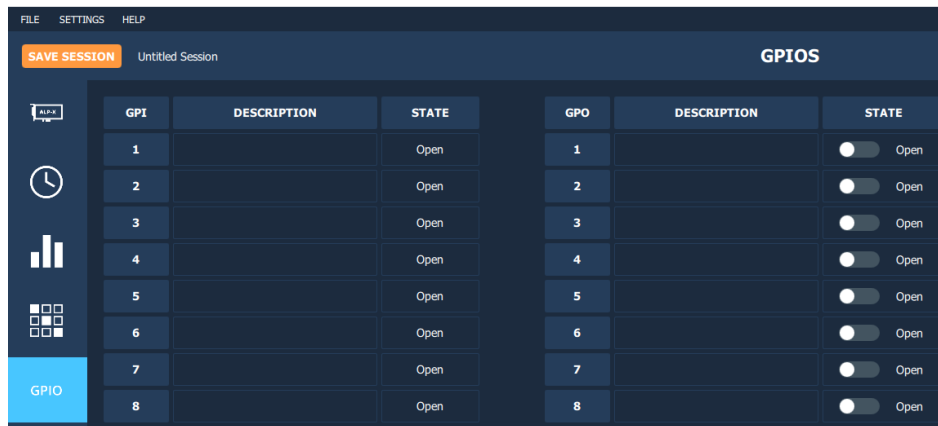 FILE SETTINGS HELP
SAVE SESSION Untitled Session GPIOS
ALP-X
GPI DESCRIPTION STATE GPO DESCRIPTION STATE
1 Open 1 Open
2 Open 2 Open
3 Open 3 Open
4 Open 4 Open
5 Open 5 Open
6 Open 6 Open
7 Open 7 Open
GPIO
8 Open 8 Open